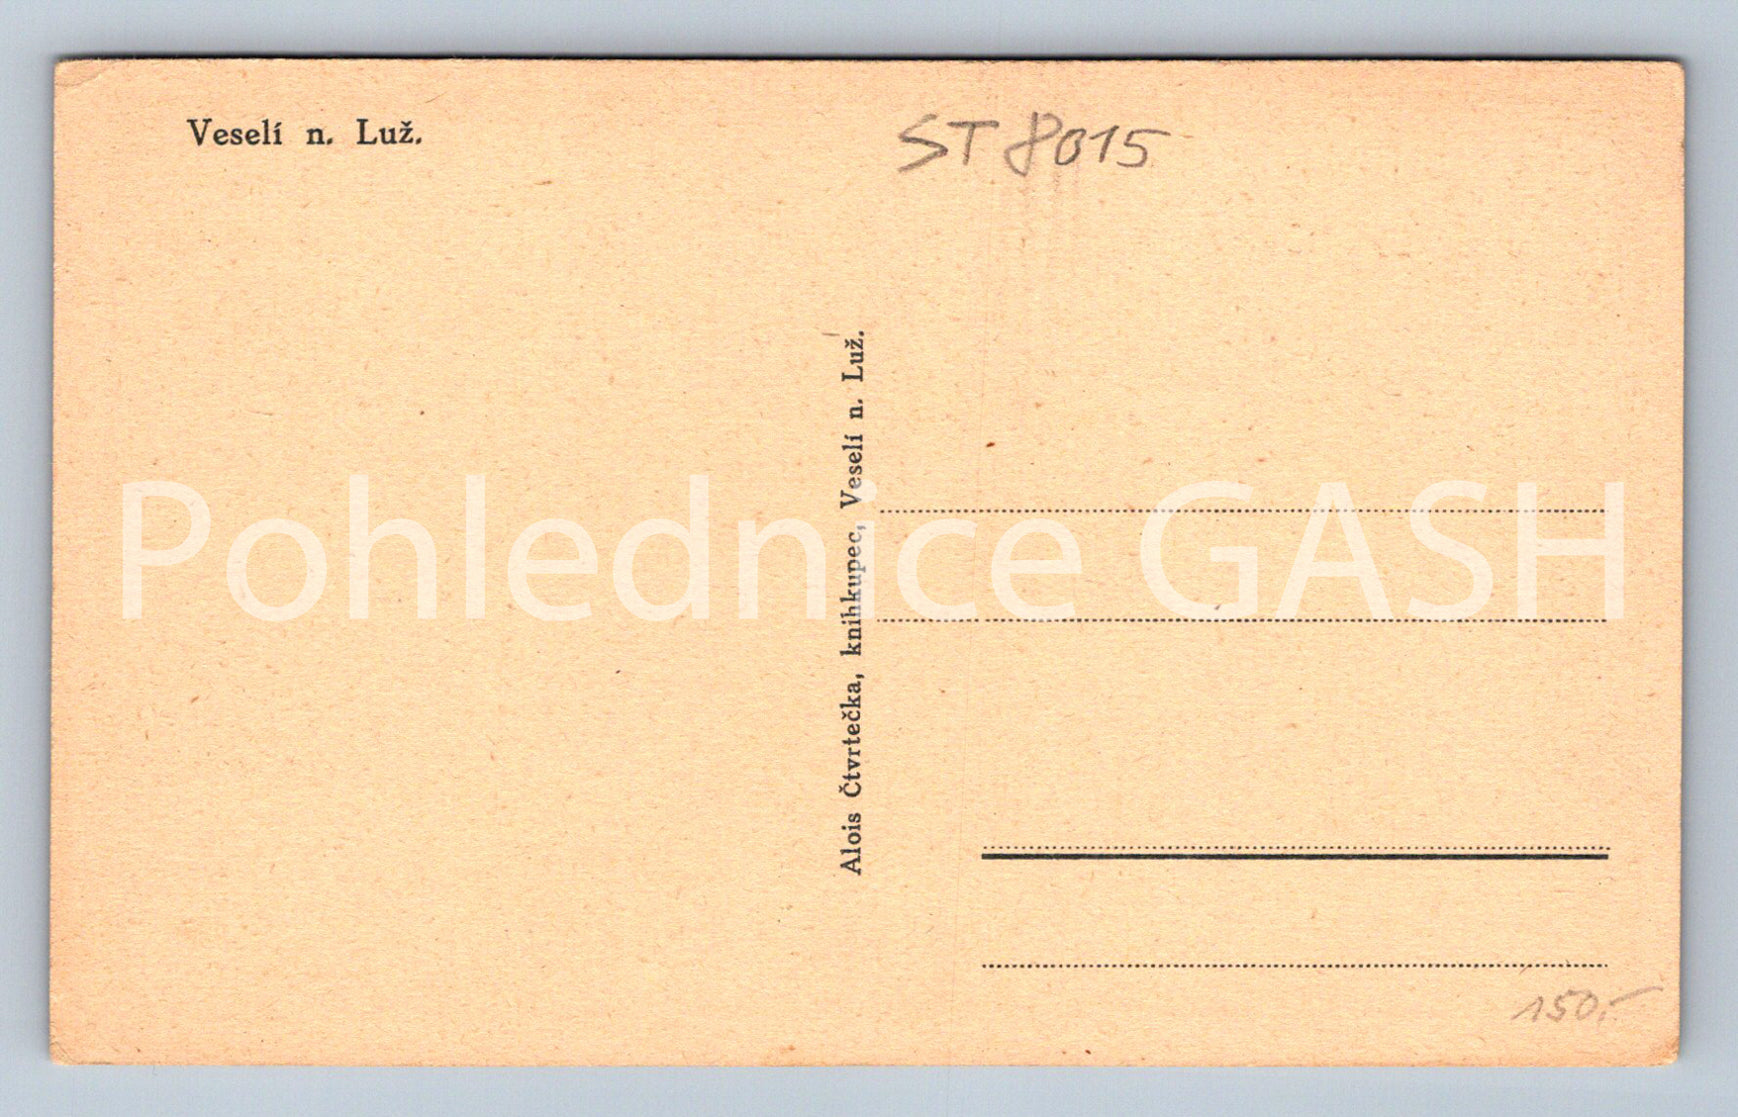 Veselí n. Luž.
ST 8015
Alois Čtvrtečka, knihkupec, Veselí n. Luž.
Pohlednice GASH
150,-